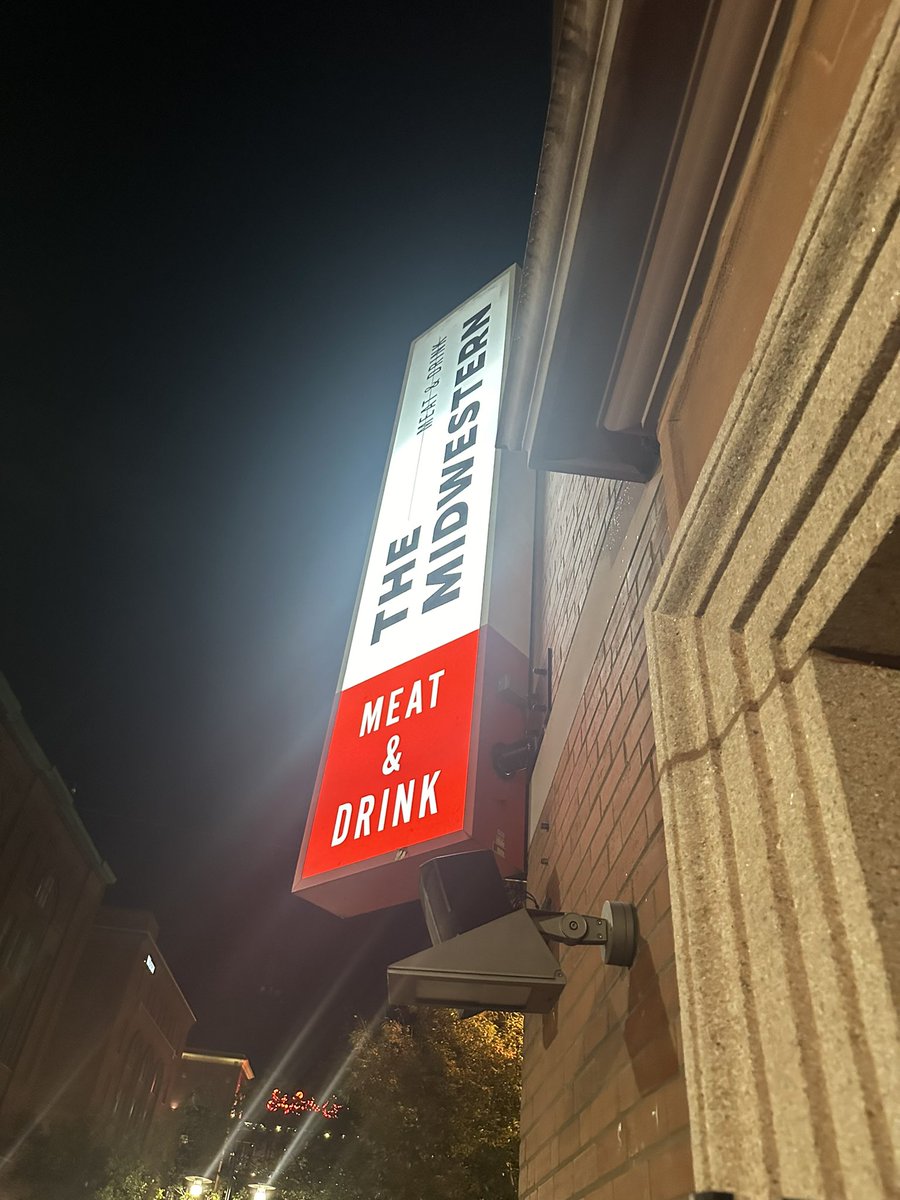 THE
MEAT & DRINK
MIDWESTERN
MEAT
&
DRINK